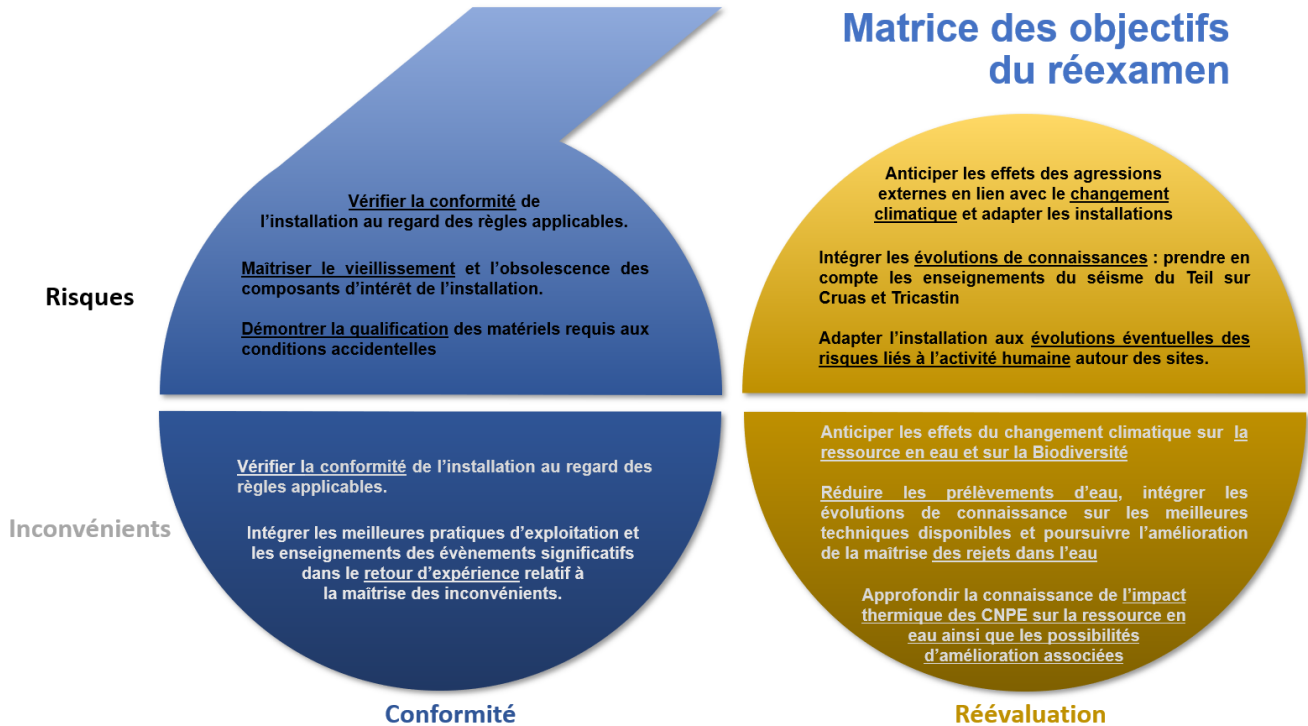 Matrice des objectifs
du réexamen
Risques
Vérifier la conformité de
l’installation au regard des règles applicables.
Maîtriser le vieillissement et l’obsolescence des
composants d’intérêt de l’installation.
Démontrer la qualification des matériels requis aux
conditions accidentelles
Anticiper les effets des agressions
externes en lien avec le changement
climatique et adapter les installations
Intégrer les évolutions de connaissances : prendre en
compte les enseignements du séisme du Teil sur
Cruas et Tricastin
Adapter l’installation aux évolutions éventuelles des
risques liés à l’activité humaine autour des sites.
Inconvénients
Vérifier la conformité de l’installation au regard des
règles applicables.
Intégrer les meilleures pratiques d’exploitation et
les enseignements des évènements significatifs
dans le retour d’expérience relatif à
la maîtrise des inconvénients.
Anticiper les effets du changement climatique sur la
ressource en eau et sur la Biodiversité
Réduire les prélèvements d’eau, intégrer les
évolutions de connaissance sur les meilleures
techniques disponibles et poursuivre l’amélioration
de la maîtrise des rejets dans l’eau
Approfondir la connaissance de l’impact
thermique des CNPE sur la ressource en
eau ainsi que les possibilités
d’amélioration associées
Conformité
Réévaluation